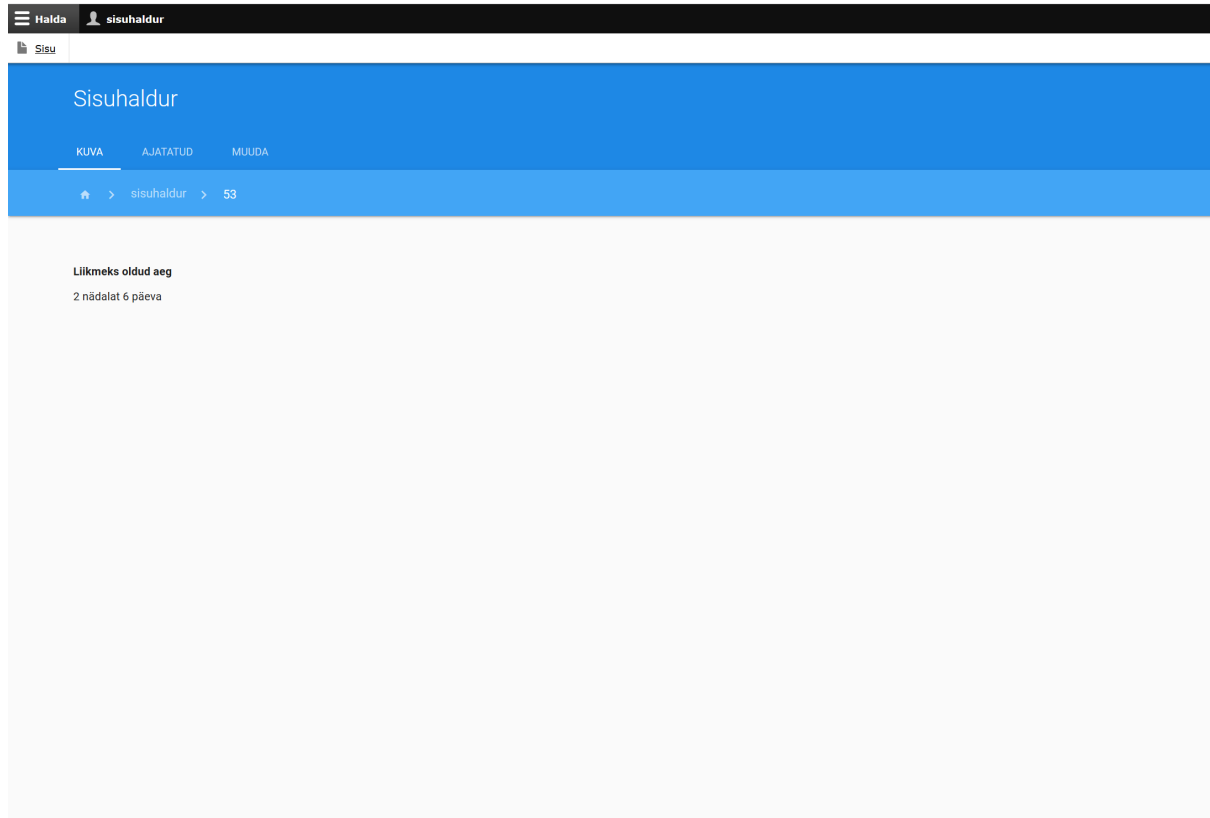 Halda sisuhaldur
Sisu
Sisuhaldur
KUVA AJATATUD MUUDA
sisuhaldur 53
Liikmeks oldud aeg
2 nädalat 6 päeva